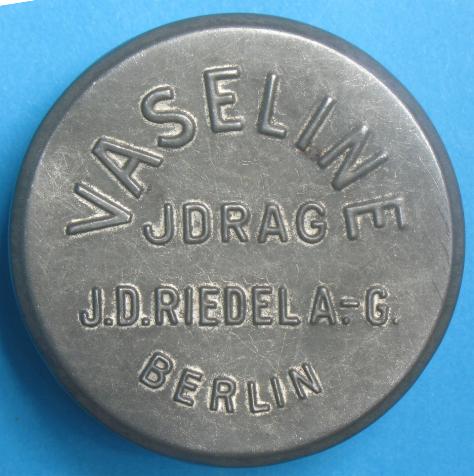 VASELINE
JDRAG
J.D.RIEDEL A.-G.
BERLIN